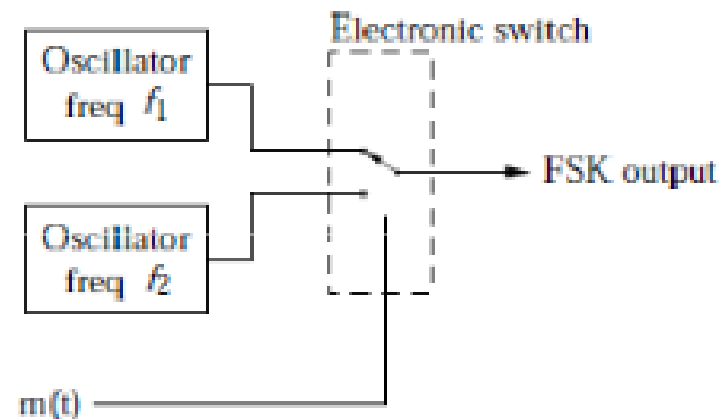 Electronic switch
Oscillator
freq f1
FSK output
Oscillator
freq f2
m(t)